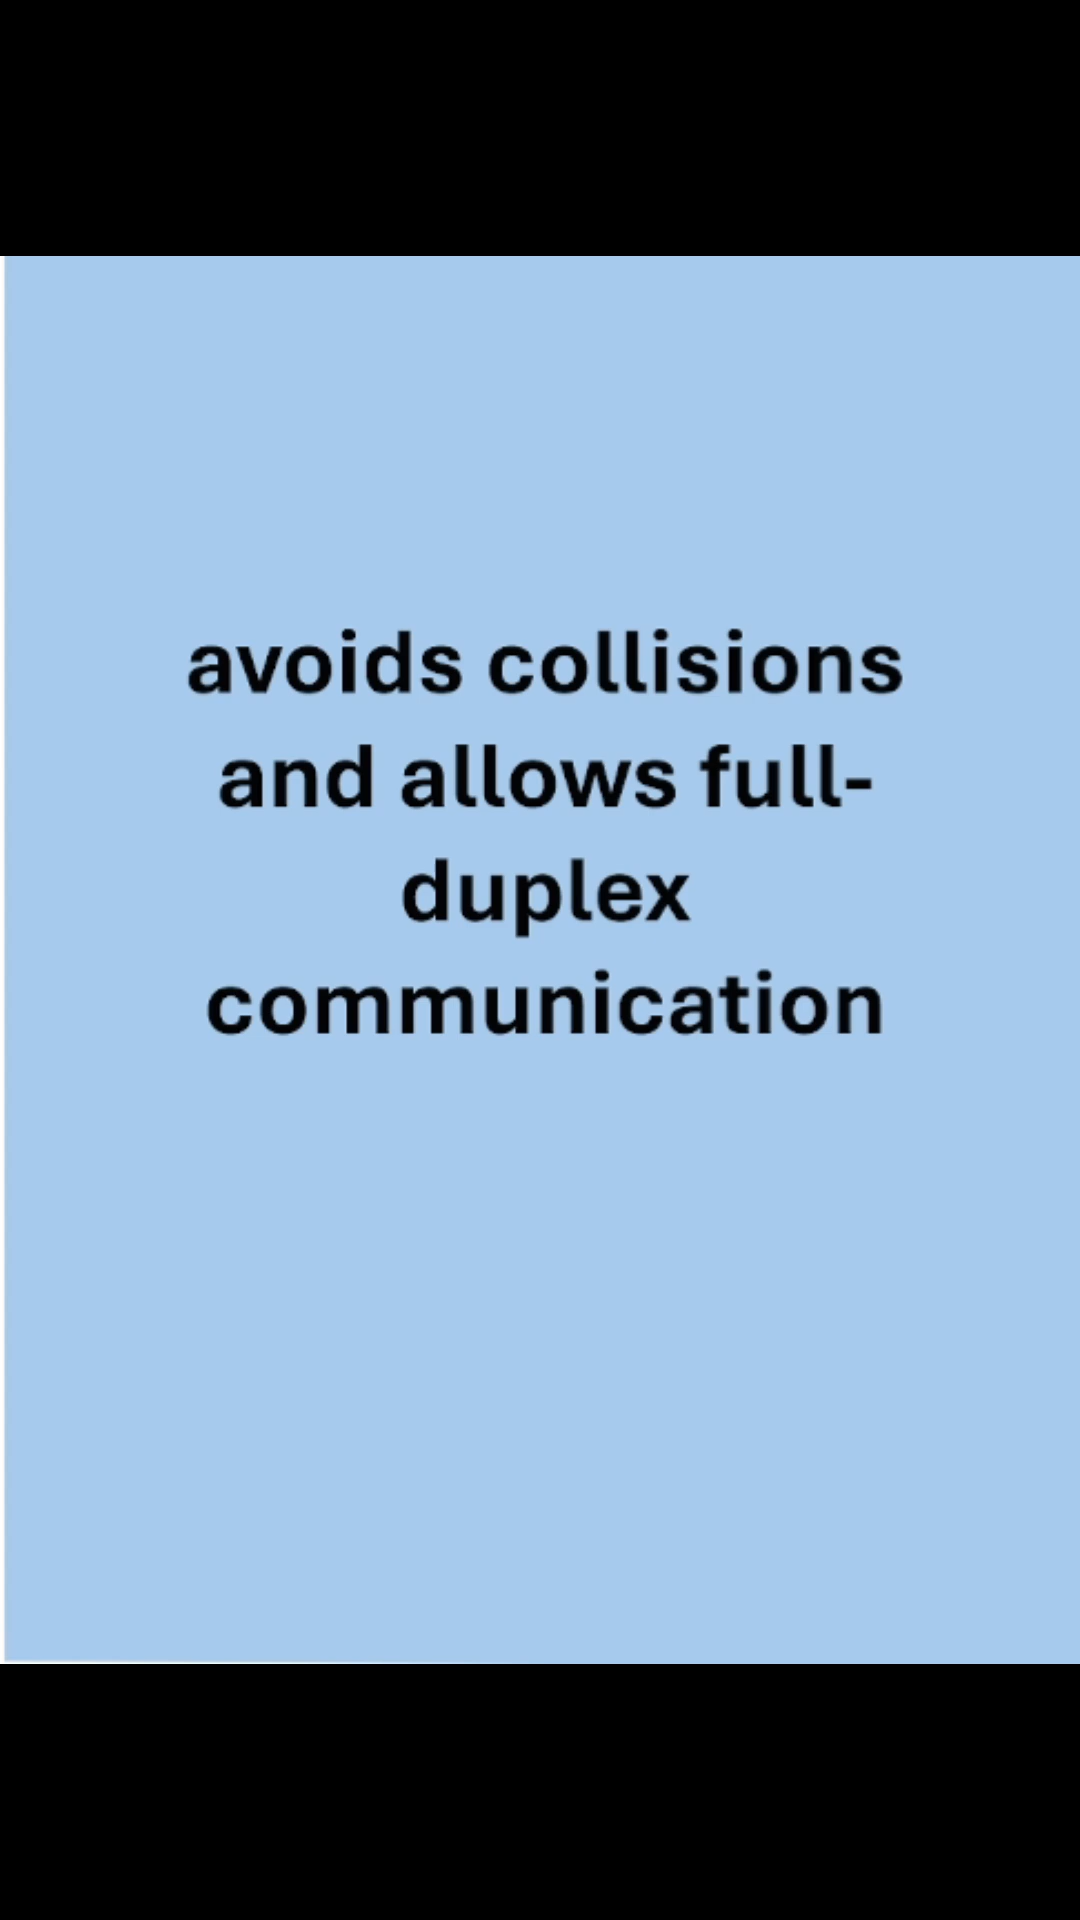 avoids collisions
and allows full-
duplex
communication